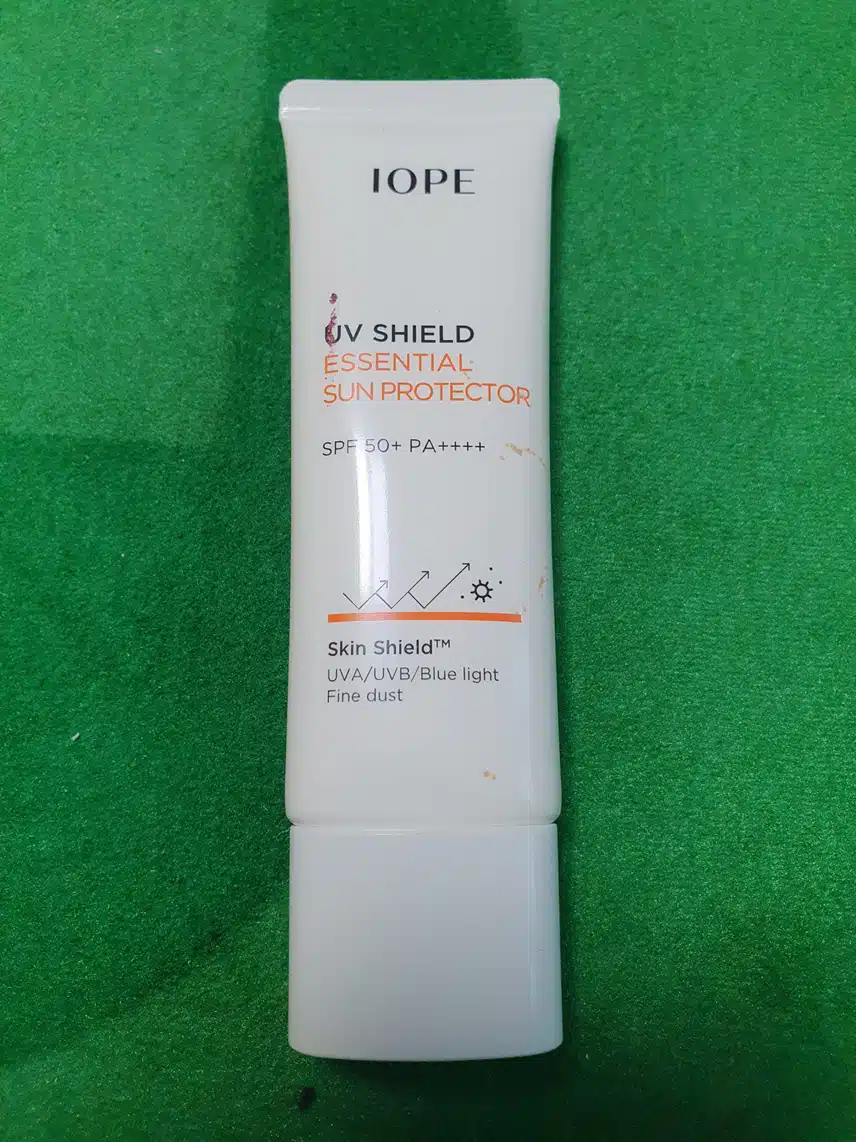 IOPE
UV SHIELD
ESSENTIAL
SUN PROTECTOR
SPF 50+ PA++++
Skin Shield™
UVA/UVB/Blue light
Fine dust